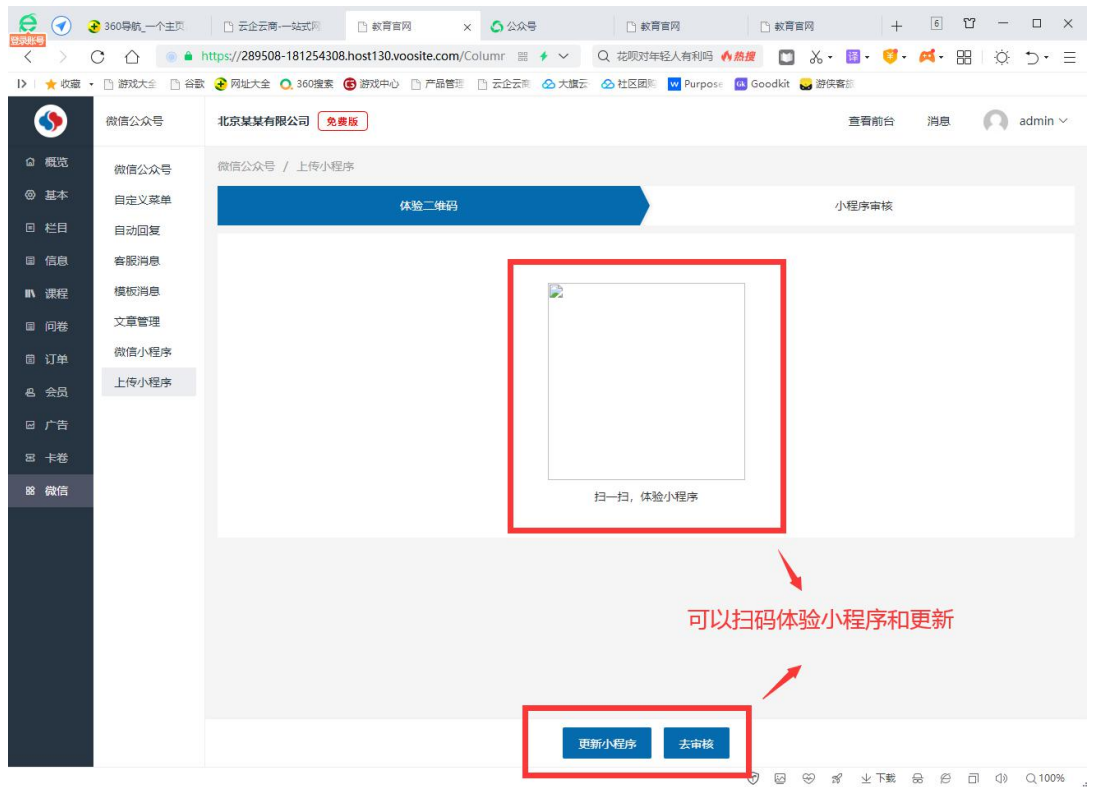 360导航_一个主页
云企云商-一站式网
教育官网
公众号
教育官网
教育官网
6
登录账号
https://289508-181254308.host130.voosite.com/Columr
花呗对年轻人有利吗
热搜
译
收藏
游戏大全
谷歌
网址大全
360搜索
游戏中心
产品管理
云企云商
大旗云
社区团购
Purpose
Goodkit
游侠客旅
微信公众号
北京某某有限公司
免费版
查看前台
消息
admin
概览
基本
栏目
信息
课程
问卷
订单
会员
广告
卡卷
微信
微信公众号
自定义菜单
自动回复
客服消息
模板消息
文章管理
微信小程序
上传小程序
微信公众号 / 上传小程序
体验二维码
小程序审核
扫一扫，体验小程序
可以扫码体验小程序和更新
更新小程序
去审核
下载
100%